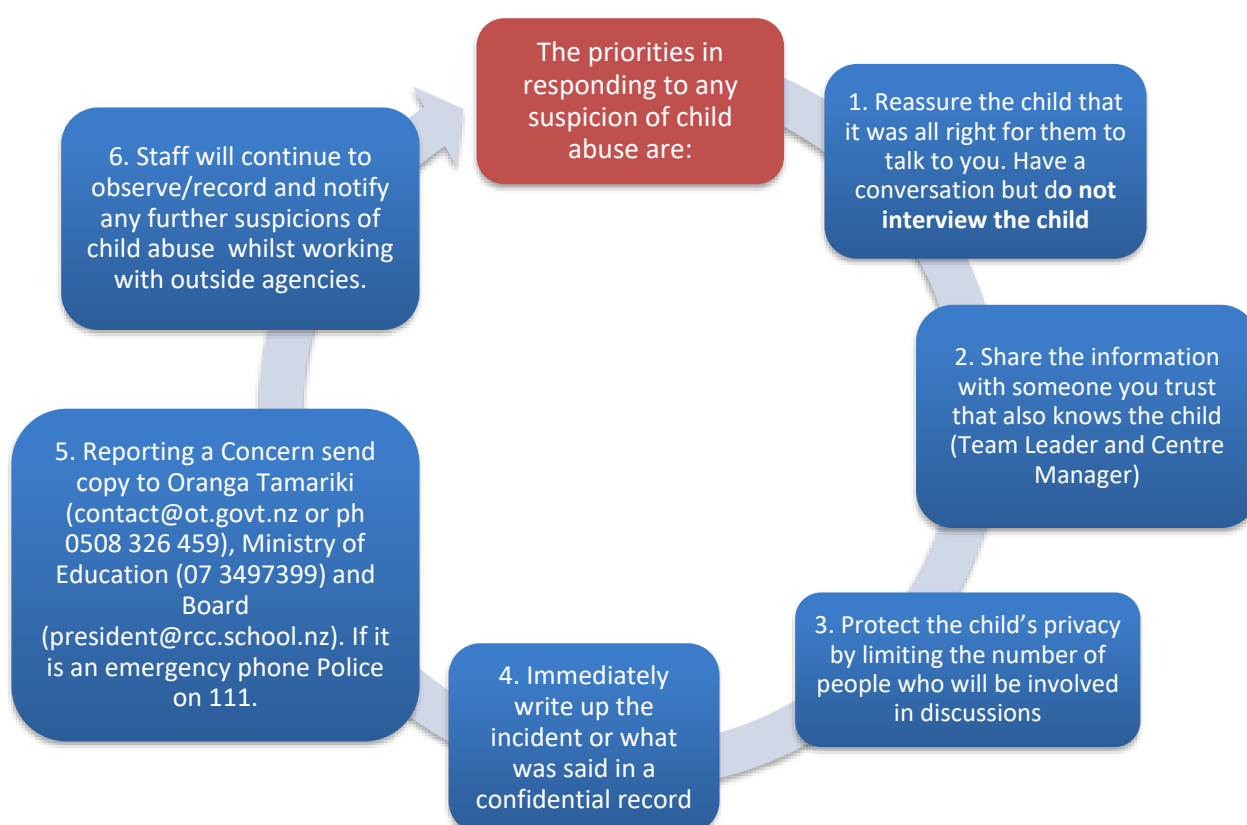 The priorities in
responding to any
suspicion of child
abuse are:
1. Reassure the child that
it was all right for them to
talk to you. Have a
conversation but do not
interview the child
2. Share the information
with someone you trust
that also knows the child
(Team Leader and Centre
Manager)
3. Protect the child’s privacy
by limiting the number of
people who will be involved
in discussions
4. Immediately
write up the
incident or what
was said in a
confidential record
5. Reporting a Concern send
copy to Oranga Tamariki
(contact@ot.govt.nz or ph
0508 326 459), Ministry of
Education (07 3497399) and
Board
(president@rcc.school.nz). If it
is an emergency phone Police
on 111.
6. Staff will continue to
observe/record and notify
any further suspicions of
child abuse  whilst working
with outside agencies.